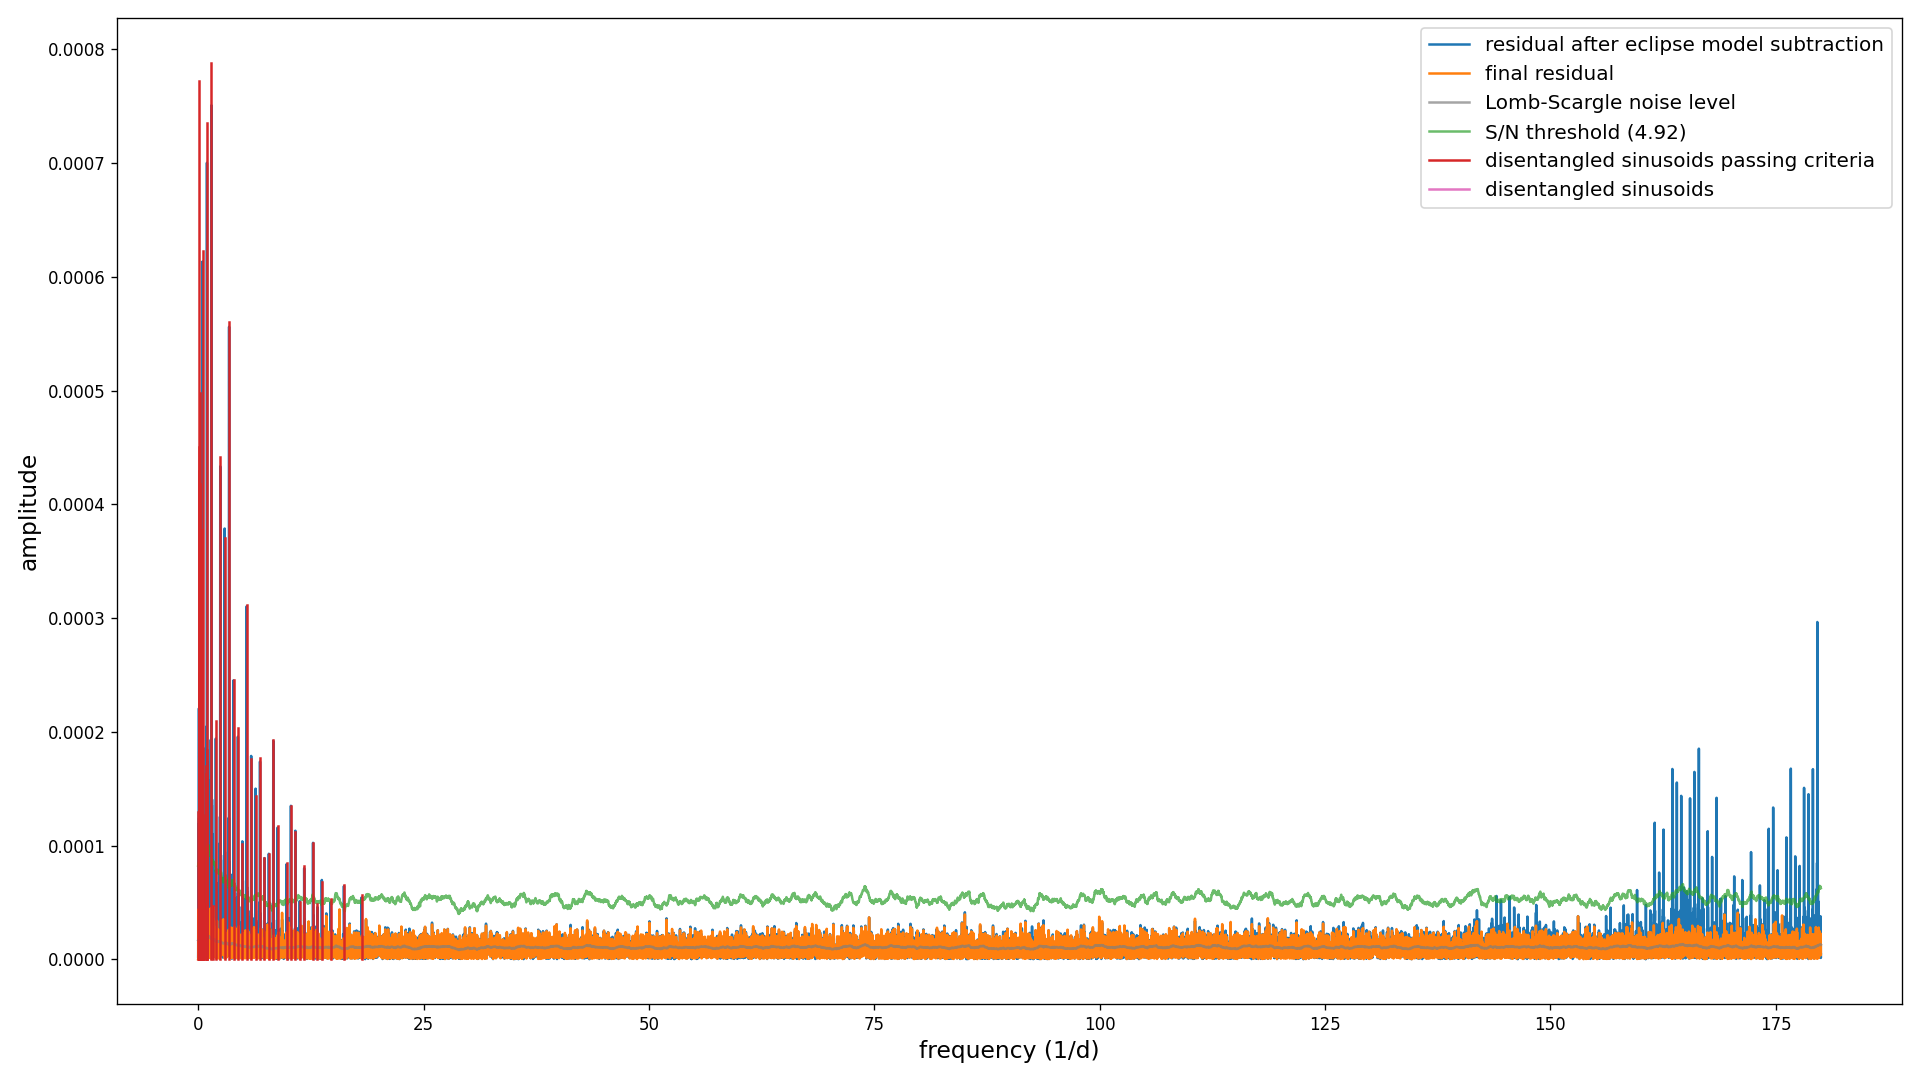 residual after eclipse model subtraction
final residual
Lomb-Scargle noise level
S/N threshold (4.92)
disentangled sinusoids passing criteria
disentangled sinusoids
amplitude
0.0008
0.0007
0.0006
0.0005
0.0004
0.0003
0.0002
0.0001
0.0000
0 25 50 75 100 125 150 175
frequency (1/d)